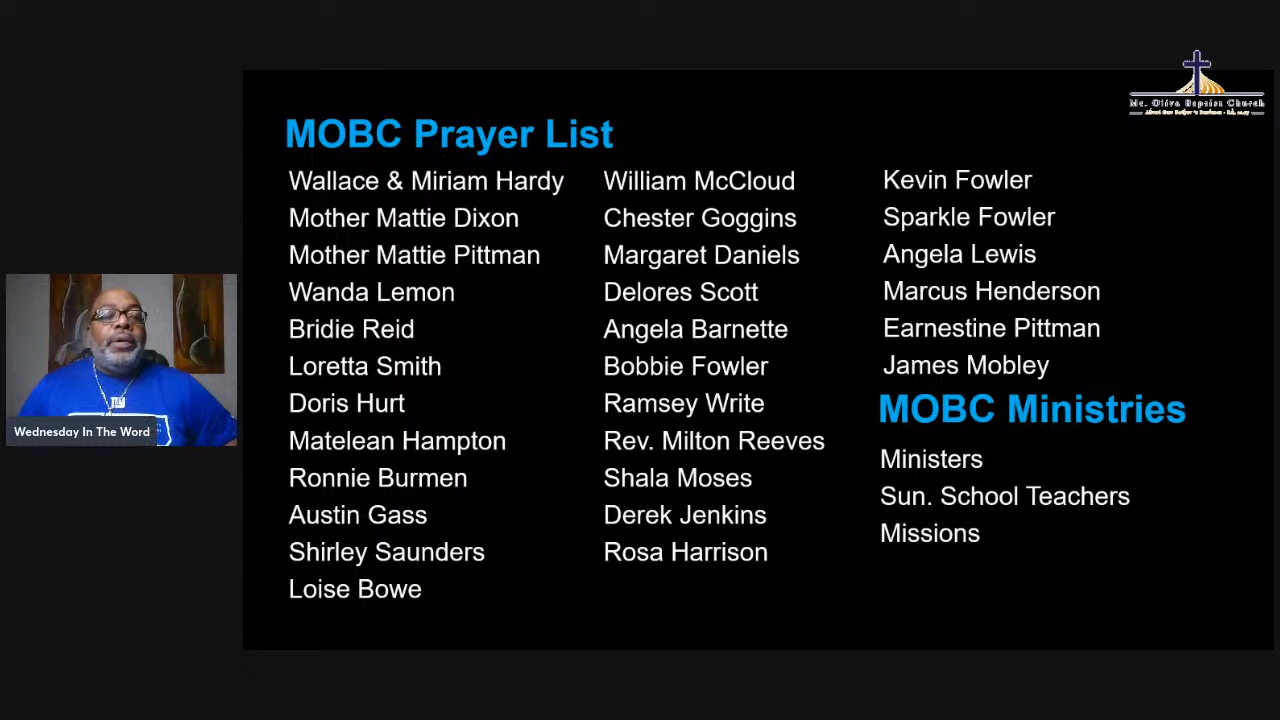 Mt. Olive Baptist Church
MOBC Prayer List
Wallace & Miriam Hardy
Mother Mattie Dixon
Mother Mattie Pittman
Wanda Lemon
Bridie Reid
Loretta Smith
Doris Hurt
Matelean Hampton
Ronnie Burmen
Austin Gass
Shirley Saunders
Loise Bowe
William McCloud
Chester Goggins
Margaret Daniels
Delores Scott
Angela Barnette
Bobbie Fowler
Ramsey Write
Rev. Milton Reeves
Shala Moses
Derek Jenkins
Rosa Harrison
Kevin Fowler
Sparkle Fowler
Angela Lewis
Marcus Henderson
Earnestine Pittman
James Mobley
MOBC Ministries
Ministers
Sun. School Teachers
Missions
Wednesday In The Word